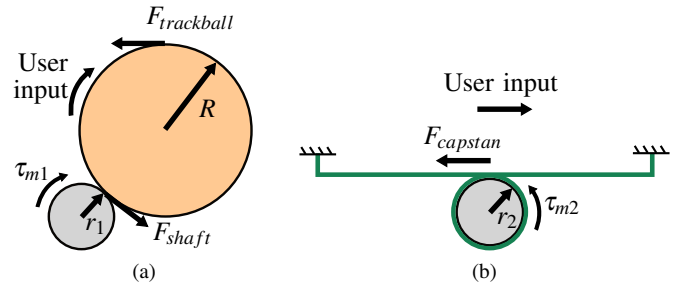 F_trackball
User
input
R
τ_m1
r_1
F_shaft
(a)
User input
F_capstan
τ_m2
r_2
(b)